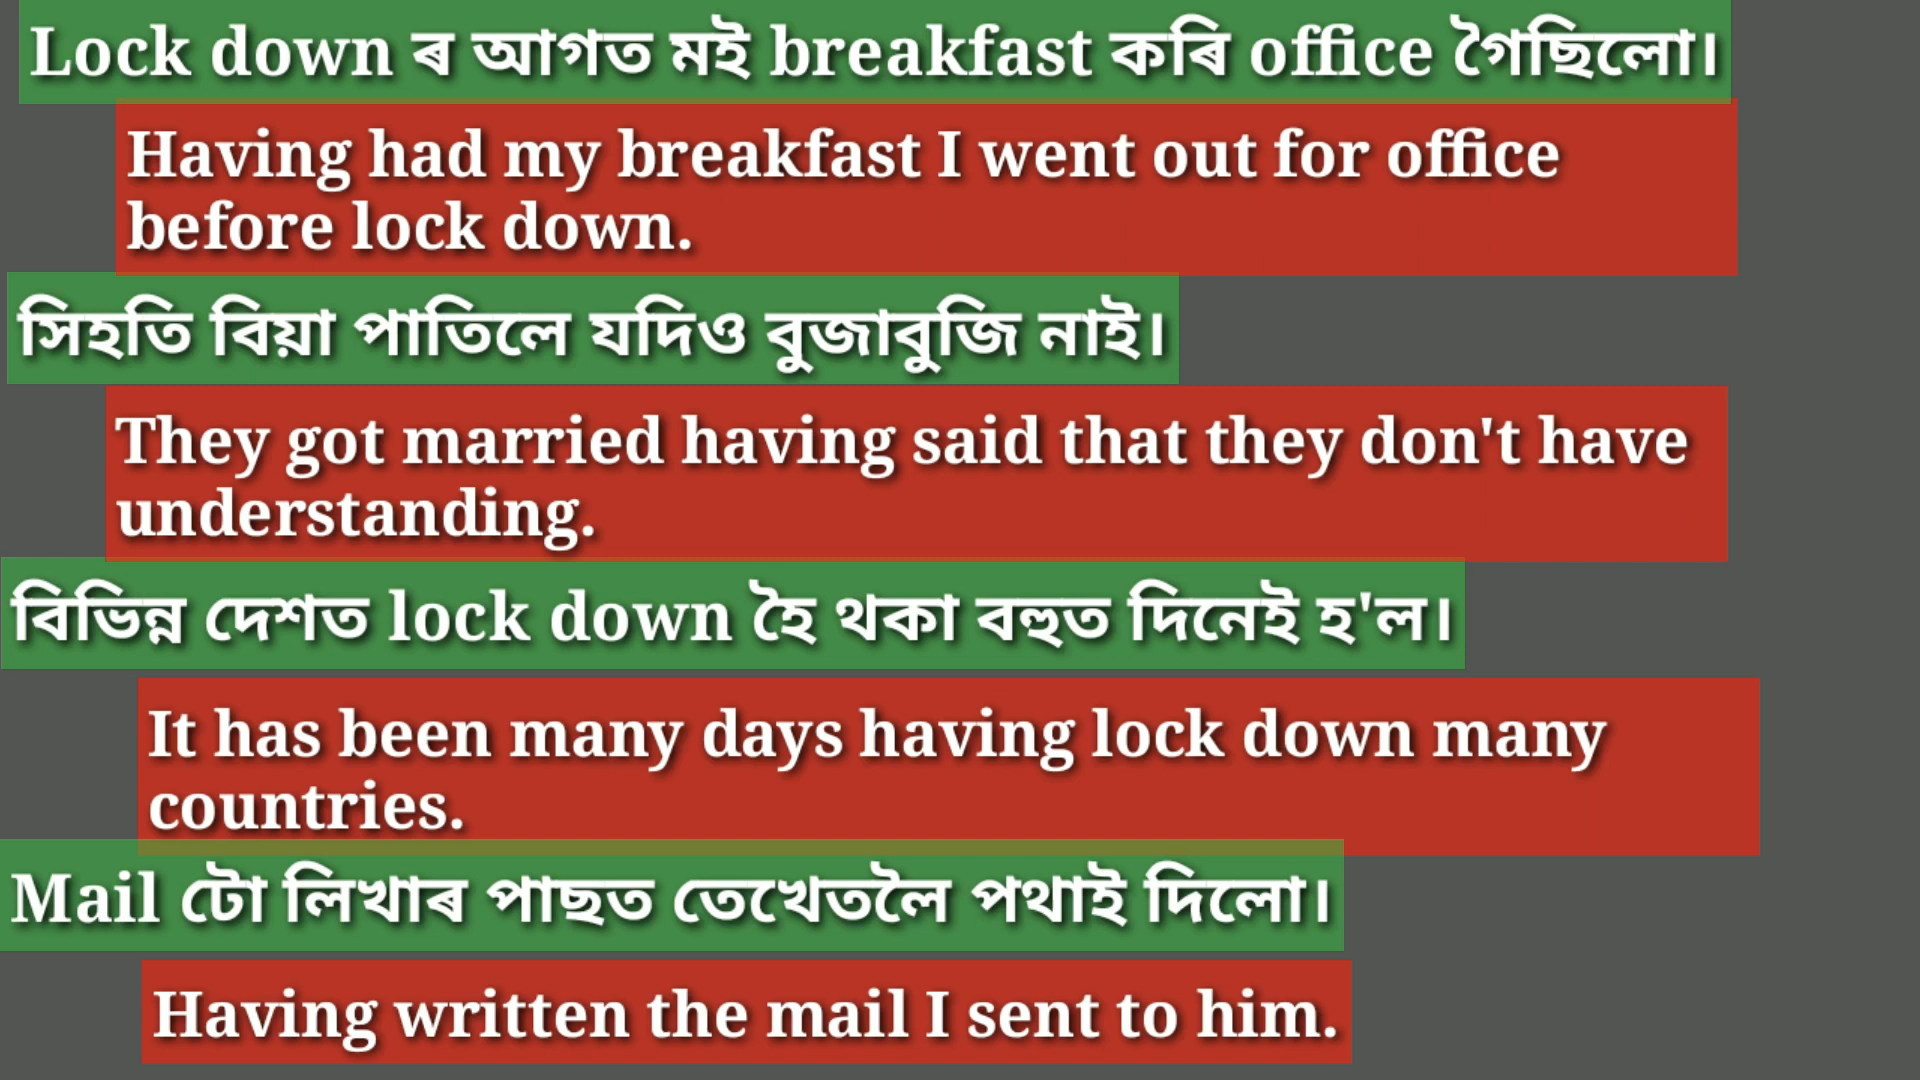 Lock down ৰ আগত মই breakfast কৰি office গৈছিলো।
Having had my breakfast I went out for office
before lock down.
সিহতি বিয়া পাতিলে যদিও বুজাবুজি নাই।
They got married having said that they don't have
understanding.
বিভিন্ন দেশত lock down হৈ থকা বহুত দিনেই হ'ল।
It has been many days having lock down many
countries.
Mail টো লিখাৰ পাছত তেখেতলৈ পথাই দিলো।
Having written the mail I sent to him.